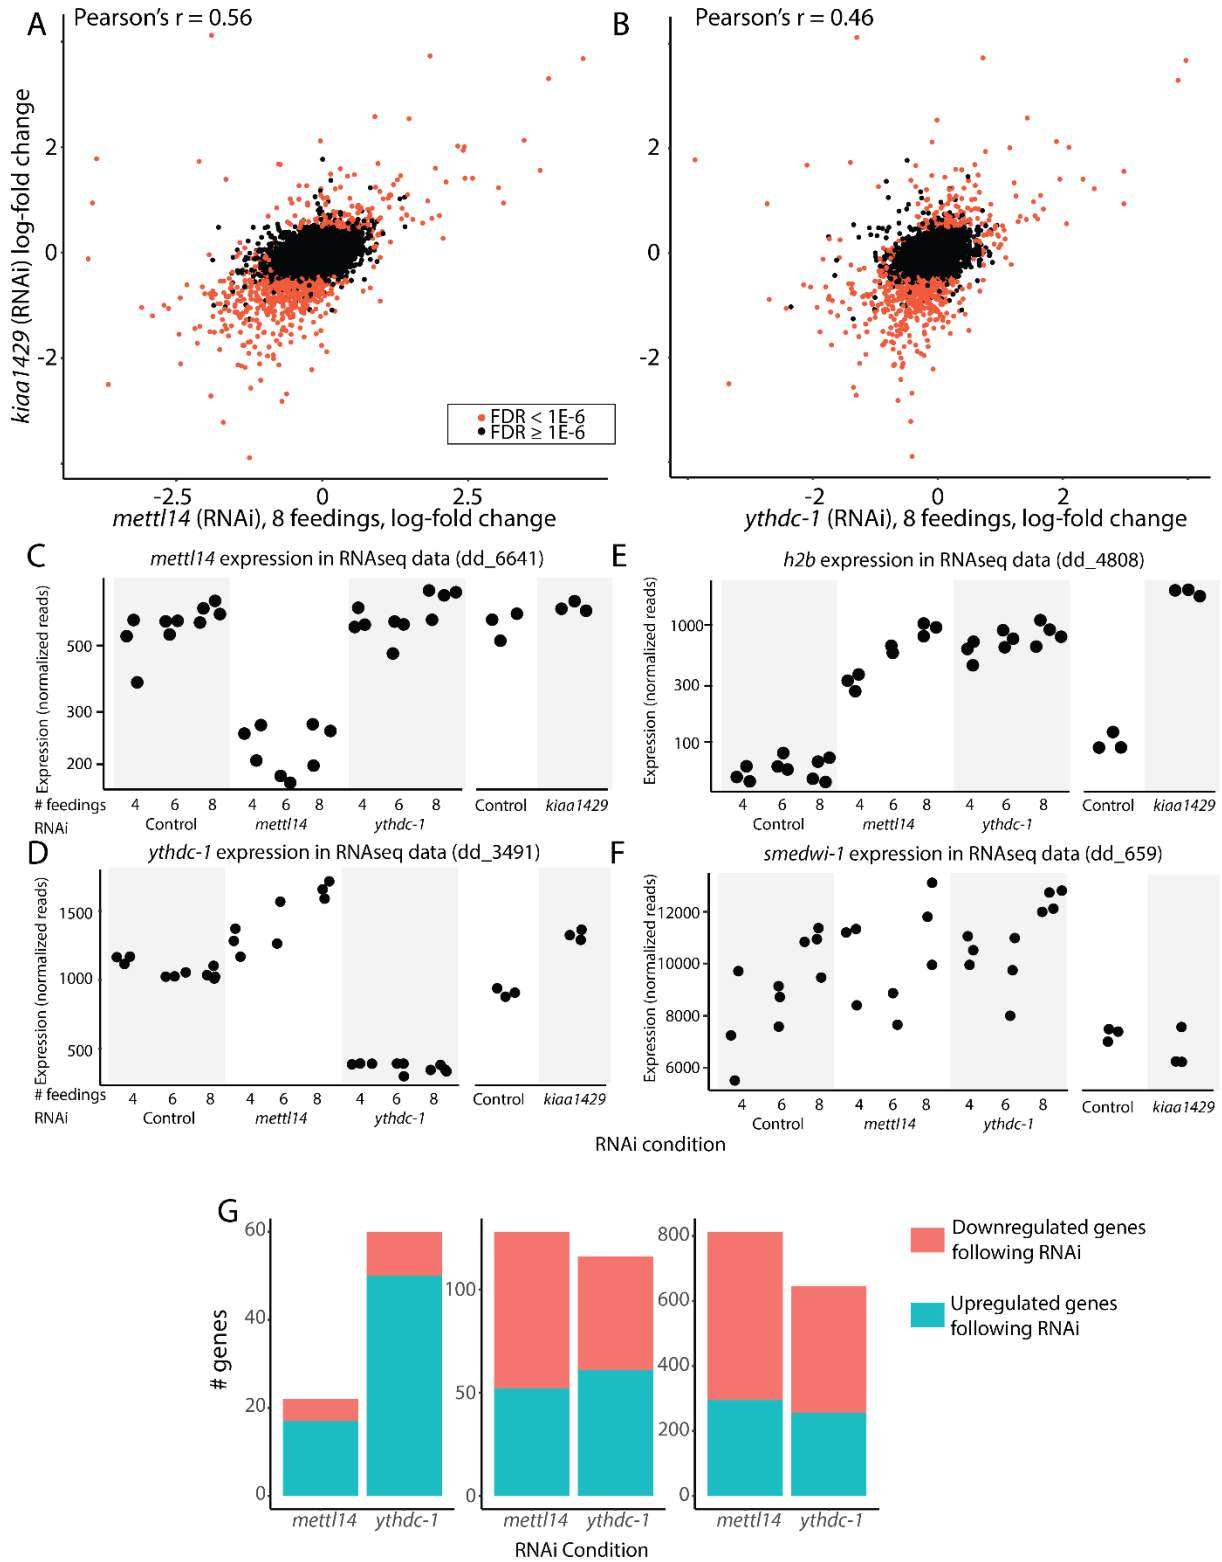 A
Pearson's r = 0.56
B
Pearson's r = 0.46
kiaa1429 (RNAi) log-fold change
2
0
-2
2
0
-2
FDR < 1E-6
FDR ≥ 1E-6
-2.5
0
2.5
-2
0
2
mettl14 (RNAi), 8 feedings, log-fold change
ythdc-1 (RNAi), 8 feedings, log-fold change
C
mettl14 expression in RNAseq data (dd_6641)
Expression (normalized reads)
500
300
200
# feedings
4 6 8 4 6 8 4 6 8
RNAi
Control mettl14 ythdc-1
Control kiaa1429
E
h2b expression in RNAseq data (dd_4808)
Expression (normalized reads)
1000
300
100
4 6 8 4 6 8 4 6 8
Control mettl14 ythdc-1
Control kiaa1429
D
ythdc-1 expression in RNAseq data (dd_3491)
Expression (normalized reads)
1500
1000
500
# feedings
4 6 8 4 6 8 4 6 8
RNAi
Control mettl14 ythdc-1
Control kiaa1429
F
smedwi-1 expression in RNAseq data (dd_659)
Expression (normalized reads)
12000
10000
8000
6000
4 6 8 4 6 8 4 6 8
Control mettl14 ythdc-1
Control kiaa1429
RNAi condition
G
# genes
60
40
20
0
100
50
0
800
600
400
200
0
mettl14 ythdc-1
mettl14 ythdc-1
mettl14 ythdc-1
RNAi Condition
Downregulated genes
following RNAi
Upregulated genes
following RNAi